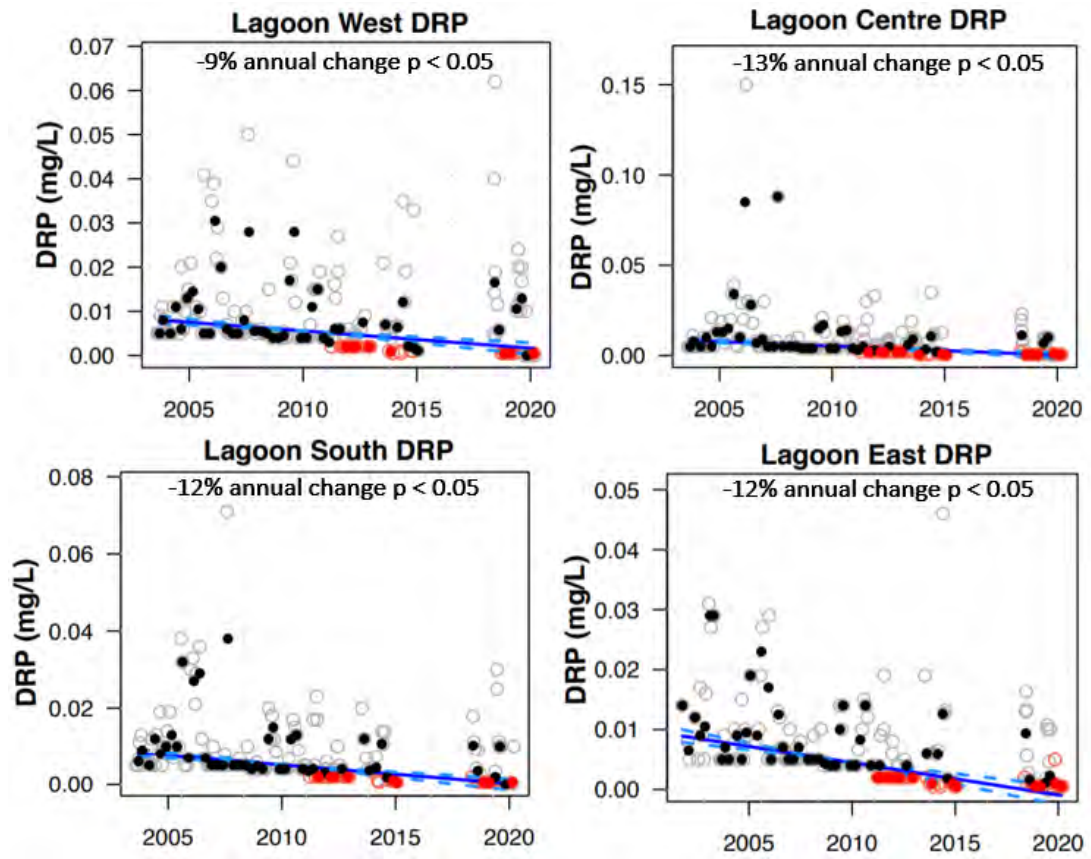 Lagoon West DRP
-9% annual change p < 0.05
DRP (mg/L)
0.07
0.06
0.05
0.04
0.03
0.02
0.01
0.00
2005 2010 2015 2020
Lagoon Centre DRP
-13% annual change p < 0.05
DRP (mg/L)
0.15
0.10
0.05
0.00
2005 2010 2015 2020
Lagoon South DRP
-12% annual change p < 0.05
DRP (mg/L)
0.08
0.06
0.04
0.02
0.00
2005 2010 2015 2020
Lagoon East DRP
-12% annual change p < 0.05
DRP (mg/L)
0.05
0.04
0.03
0.02
0.01
0.00
2005 2010 2015 2020